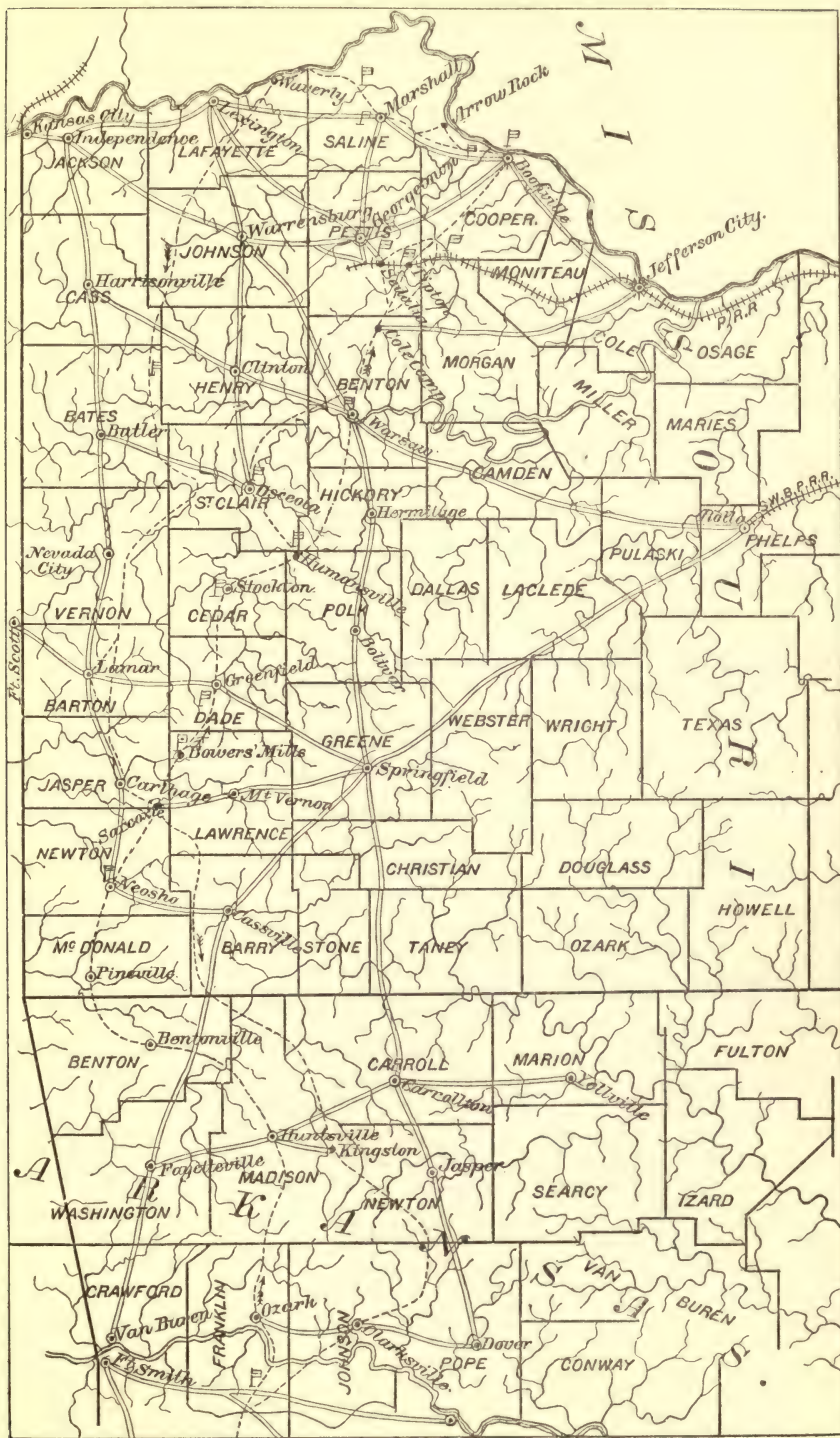 MISSOURI
Waverly
Marshall
Arrow Rock
Kansas City
Independence
Lexington
JACKSON
LAFAYETTE
SALINE
Georgetown
Booneville
Warrensburg
PETTIS
COOPER.
JOHNSON
Sedalia
Tipton
MONITEAU
Jefferson City.
Harrisonville
CASS
P.R.R
Cole Camp
COLE
OSAGE
Clinton
HENRY
BENTON
MORGAN
MILLER
BATES
Butler
Warsaw
MARIES
CAMDEN
ST CLAIR
Osceola
HICKORY
Hermitage
S.W.B.P.R.R.
Rolla
PHELPS
PULASKI
Nevada City
Humansville
Stockton
CEDAR
POLK
DALLAS
LACLEDE
VERNON
Ft. Scott
Bolivar
Lamar
Greenfield
BARTON
DADE
GREENE
WEBSTER
WRIGHT
TEXAS
Bowers' Mills
JASPER
Carthage
Springfield
Sarcoxie
Mt Vernon
LAWRENCE
NEWTON
CHRISTIAN
DOUGLASS
Neosho
Cassville
HOWELL
McDONALD
BARRY
STONE
TANEY
OZARK
Pineville
Bentonville
BENTON
CARROLL
MARION
FULTON
Carrollton
Yellville
Huntsville
Kingston
Fayetteville
MADISON
Jasper
ARKANSAS
WASHINGTON
NEWTON
SEARCY
IZARD
CRAWFORD
VAN BUREN
Van Buren
FRANKLIN
Ozark
JOHNSON
Clarksville
Dover
POPE
CONWAY
Ft. Smith